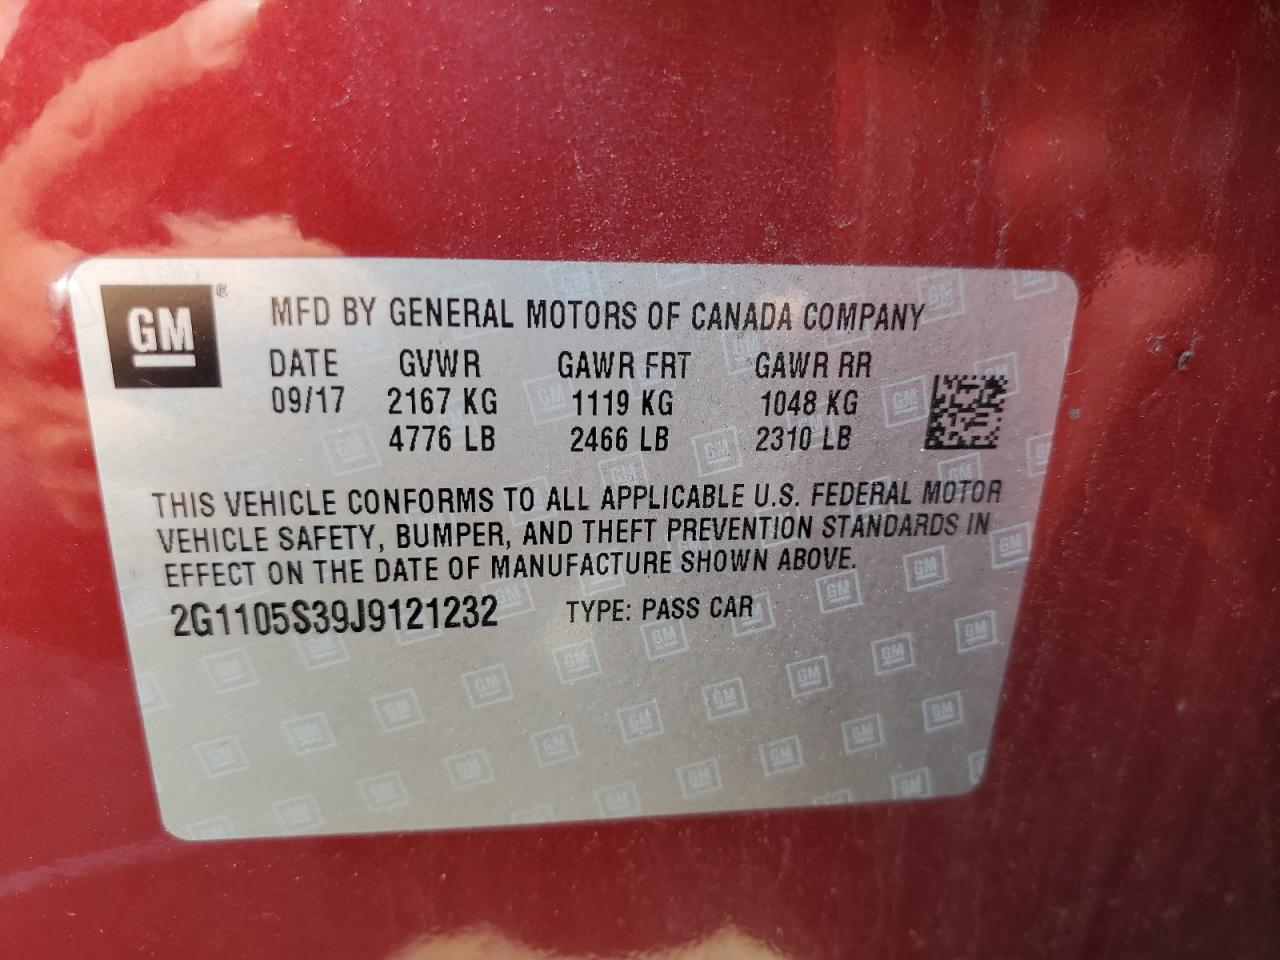 GM ®
MFD BY GENERAL MOTORS OF CANADA COMPANY
DATE GVWR GAWR FRT GAWR RR
09/17 2167 KG 1119 KG 1048 KG
4776 LB 2466 LB 2310 LB
THIS VEHICLE CONFORMS TO ALL APPLICABLE U.S. FEDERAL MOTOR
VEHICLE SAFETY, BUMPER, AND THEFT PREVENTION STANDARDS IN
EFFECT ON THE DATE OF MANUFACTURE SHOWN ABOVE.
2G1105S39J9121232 TYPE: PASS CAR